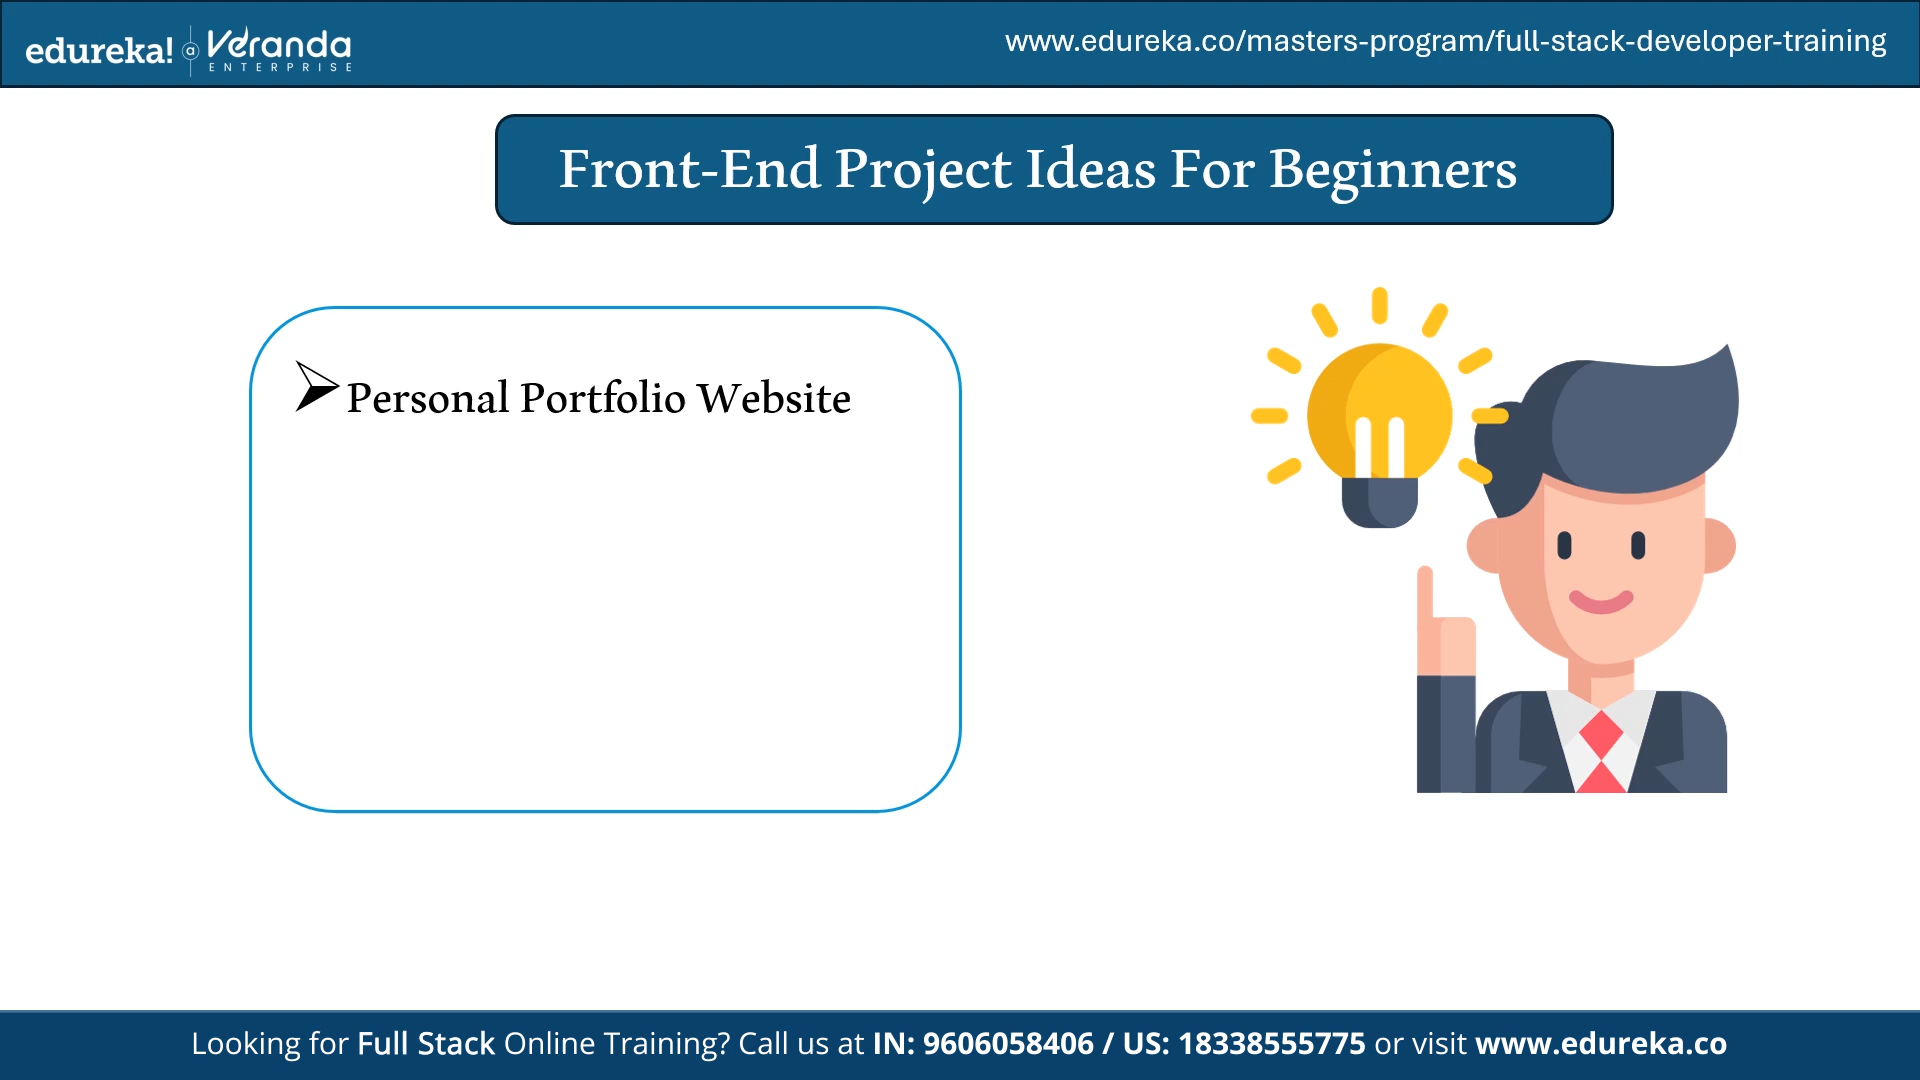 edureka! a Veranda
ENTERPRISE
www.edureka.co/masters-program/full-stack-developer-training
Front-End Project Ideas For Beginners
Personal Portfolio Website
Looking for Full Stack Online Training? Call us at IN: 9606058406 / US: 18338555775 or visit www.edureka.co